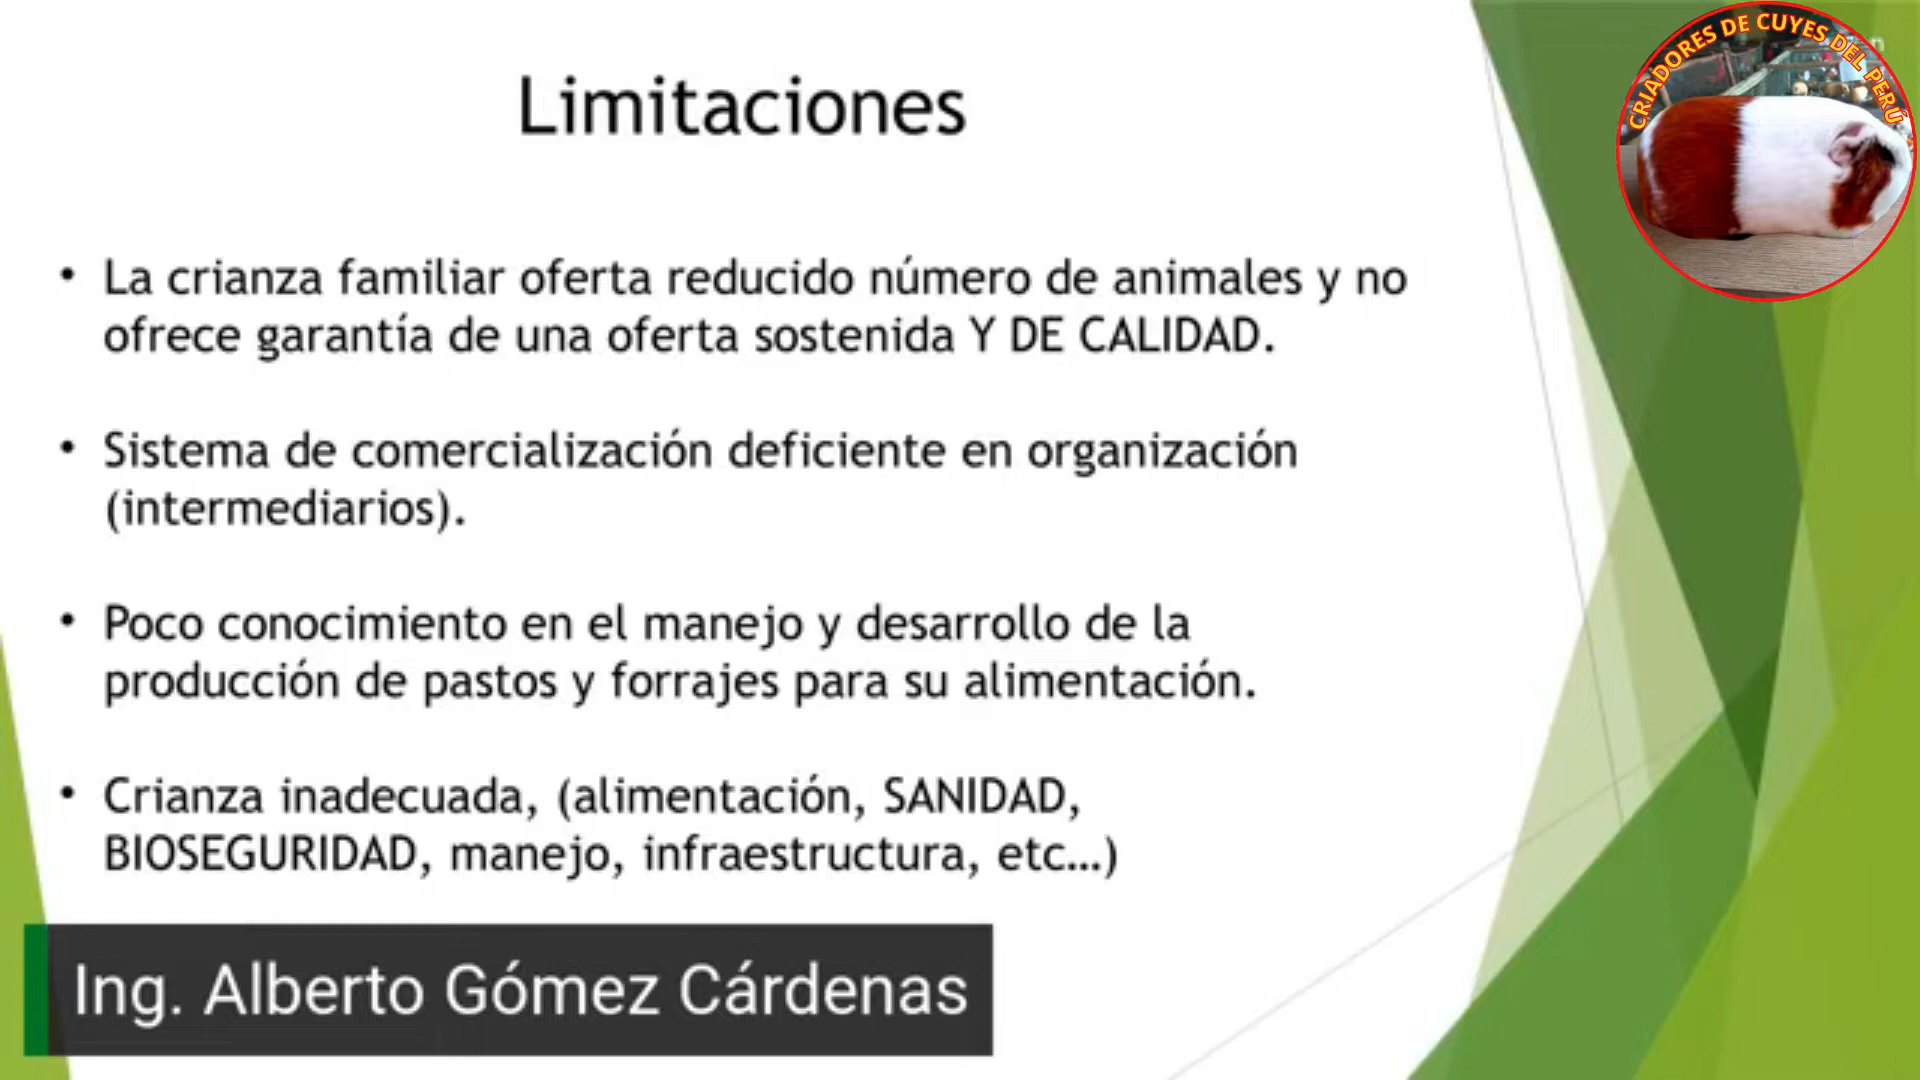 CRIADORES DE CUYES DEL PERÚ
Limitaciones
• La crianza familiar oferta reducido número de animales y no
ofrece garantía de una oferta sostenida Y DE CALIDAD.
• Sistema de comercialización deficiente en organización
(intermediarios).
• Poco conocimiento en el manejo y desarrollo de la
producción de pastos y forrajes para su alimentación.
• Crianza inadecuada, (alimentación, SANIDAD,
BIOSEGURIDAD, manejo, infraestructura, etc...)
Ing. Alberto Gómez Cárdenas